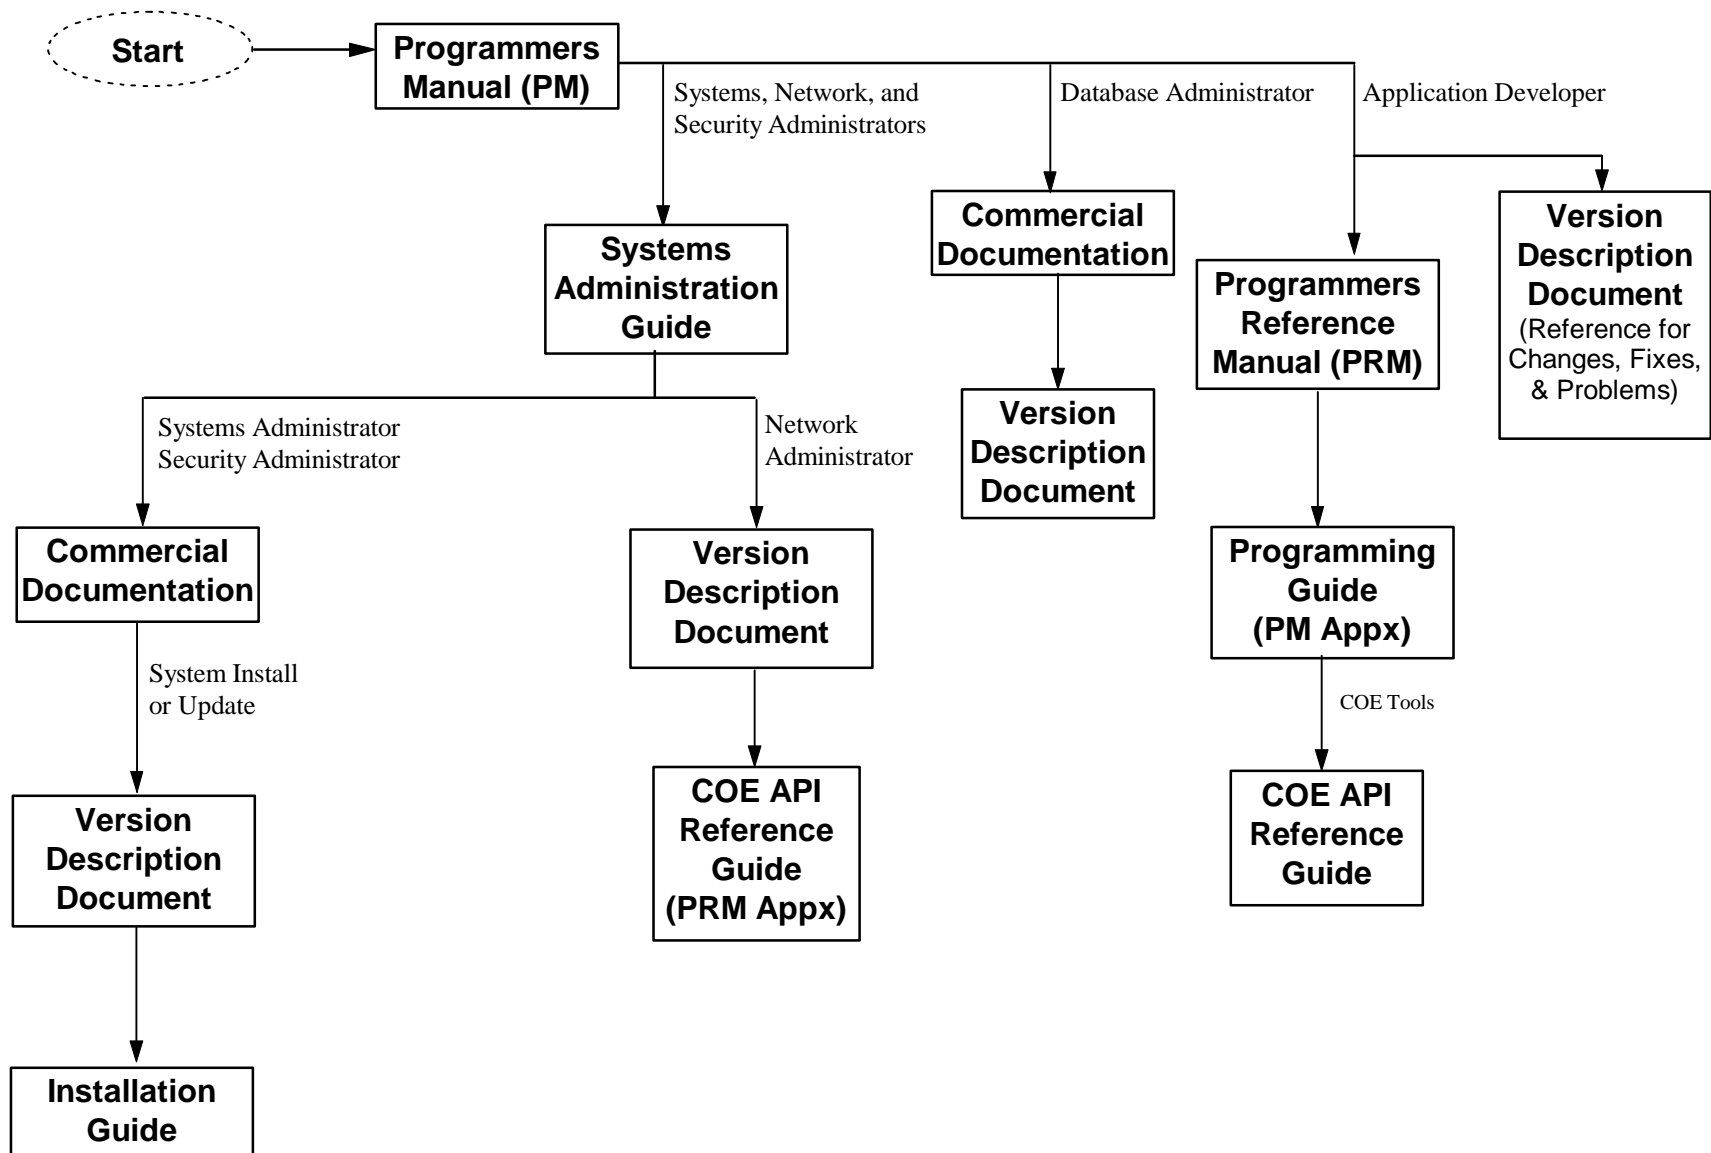 Start
Programmers
Manual (PM)
Systems, Network, and
Security Administrators
Database Administrator
Application Developer
Systems
Administration
Guide
Commercial
Documentation
Version
Description
Document
Programmers
Reference
Manual (PRM)
Version
Description
Document
(Reference for
Changes, Fixes,
& Problems)
Systems Administrator
Security Administrator
Network
Administrator
Commercial
Documentation
Version
Description
Document
Programming
Guide
(PM Appx)
System Install
or Update
COE Tools
Version
Description
Document
COE API
Reference
Guide
(PRM Appx)
COE API
Reference
Guide
Installation
Guide